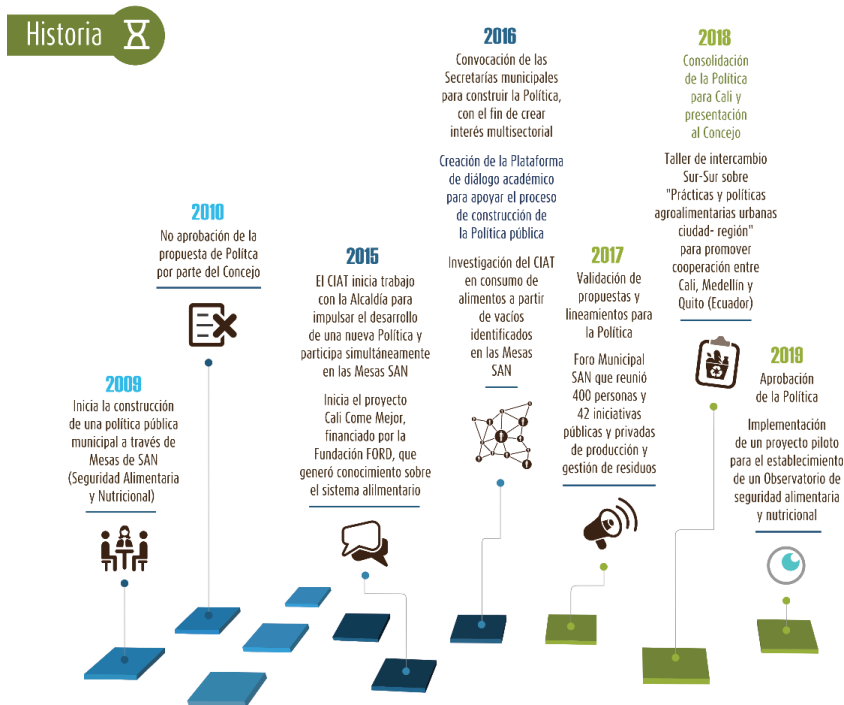 Historia
2009
Inicia la construcción
de una política pública
municipal a través de
Mesas de SAN
(Seguridad Alimentaria
y Nutricional)
2010
No aprobación de la
propuesta de Polítca
por parte del Concejo
2015
El CIAT inicia trabajo
con la Alcaldía para
impulsar el desarrollo
de una nueva Política y
participa simultáneamente
en las Mesas SAN
Inicia el proyecto
Cali Come Mejor,
financiado por la
Fundación FORD, que
generó conocimiento sobre
el sistema alilmentario
2016
Convocación de las
Secretarías municipales
para construir la Política,
con el fin de crear
interés multisectorial
Creación de la Plataforma
de diálogo académico
para apoyar el proceso
de construcción de
la Política pública
Investigación del CIAT
en consumo de
alimentos a partir
de vacíos
identificados
en las Mesas
SAN
2017
Validación de
propuestas y
lineamientos para
la Política
Foro Municipal
SAN que reunió
400 personas y
42 iniciativas
públicas y privadas
de producción y
gestión de residuos
2018
Consolidación
de la Política
para Cali y
presentación
al Concejo
Taller de intercambio
Sur-Sur sobre
"Prácticas y políticas
agroalimentarias urbanas
ciudad- región"
para promover
cooperación entre
Cali, Medellín y
Quito (Ecuador)
2019
Aprobación
de la Política
Implementación
de un proyecto piloto
para el establecimiento
de un Observatorio de
seguridad alimentaria
y nutricional